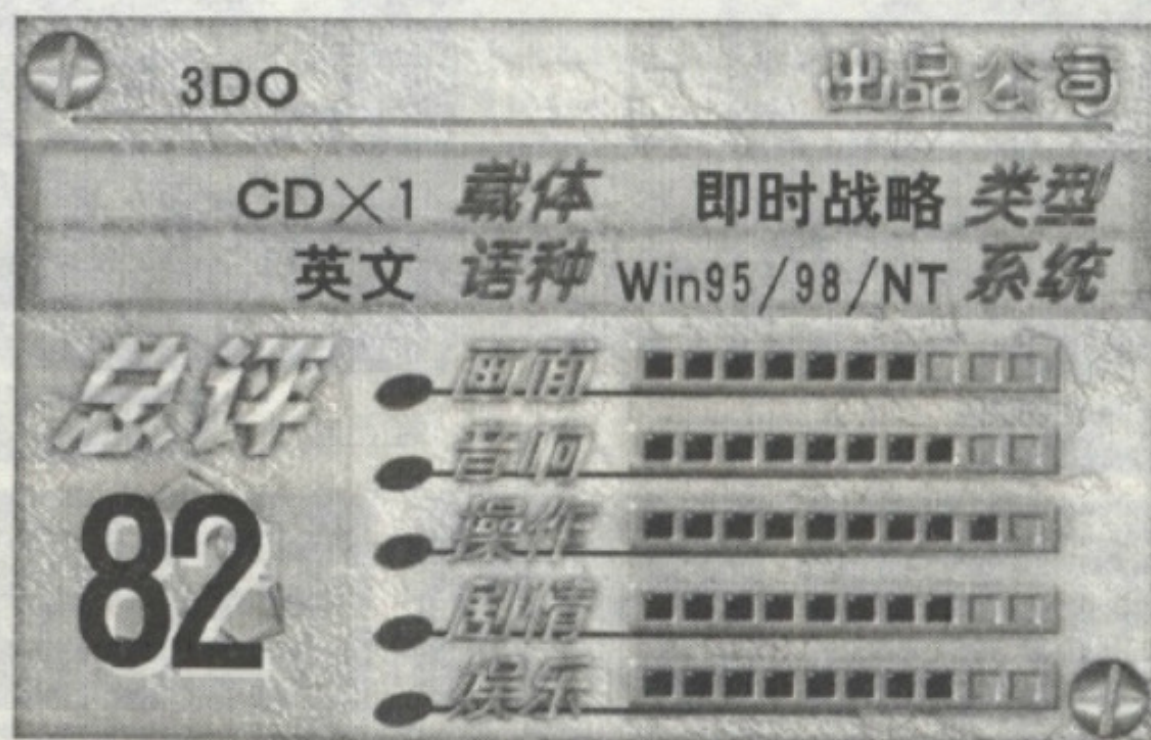 3DO 出品公司
CD×1 载体 即时战略 类型
英文 语种 Win95/98/NT 系统
总评
82
画面
音响
操作
剧情
娱乐